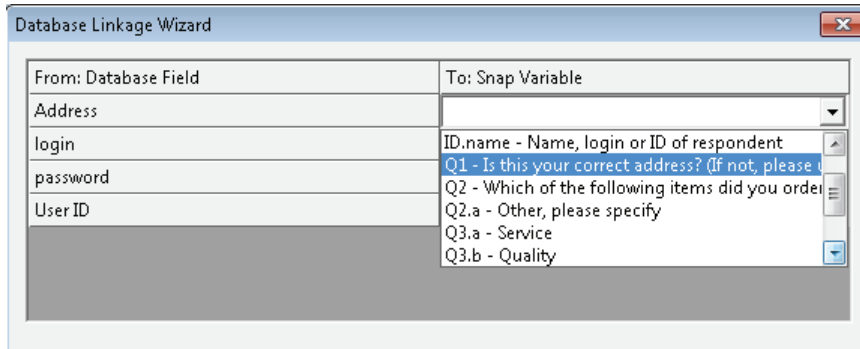 Database Linkage Wizard
From: Database Field To: Snap Variable
Address
login
password
User ID
ID.name - Name, login or ID of respondent
Q1 - Is this your correct address? (If not, please
Q2 - Which of the following items did you order
Q2.a - Other, please specify
Q3.a - Service
Q3.b - Quality